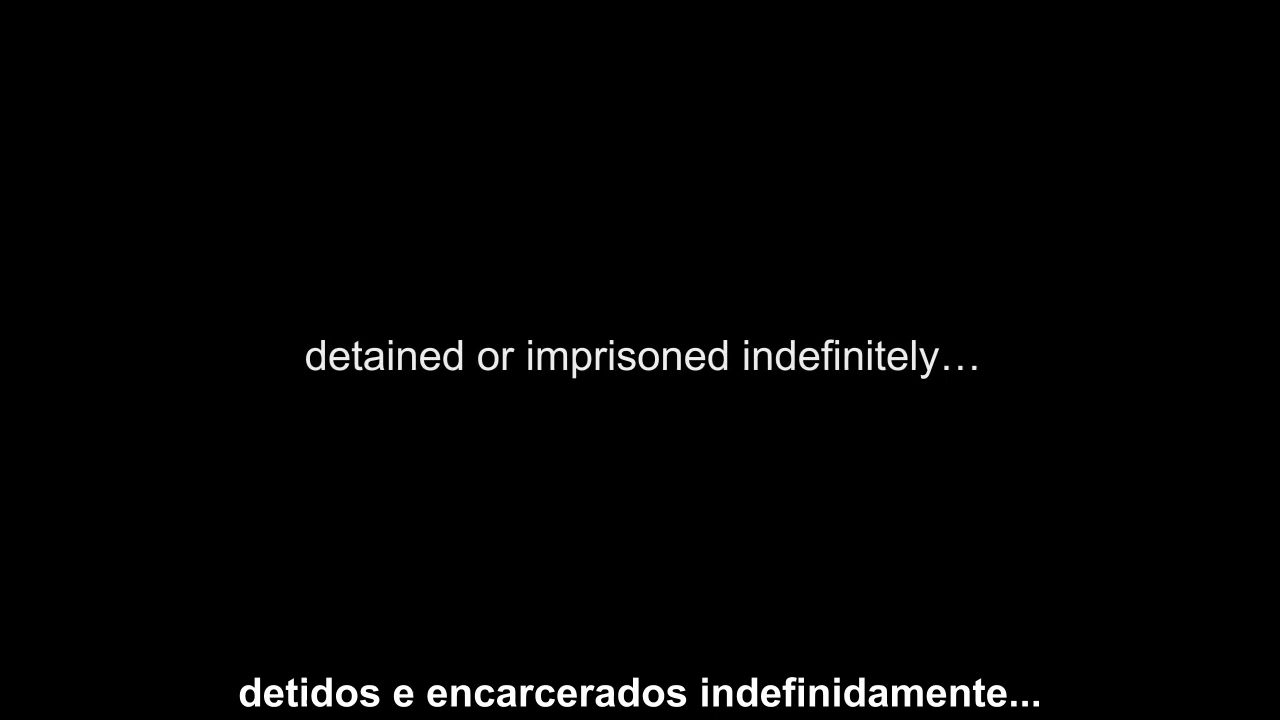 detained or imprisoned indefinitely…
detidos e encarcerados indefinidamente...